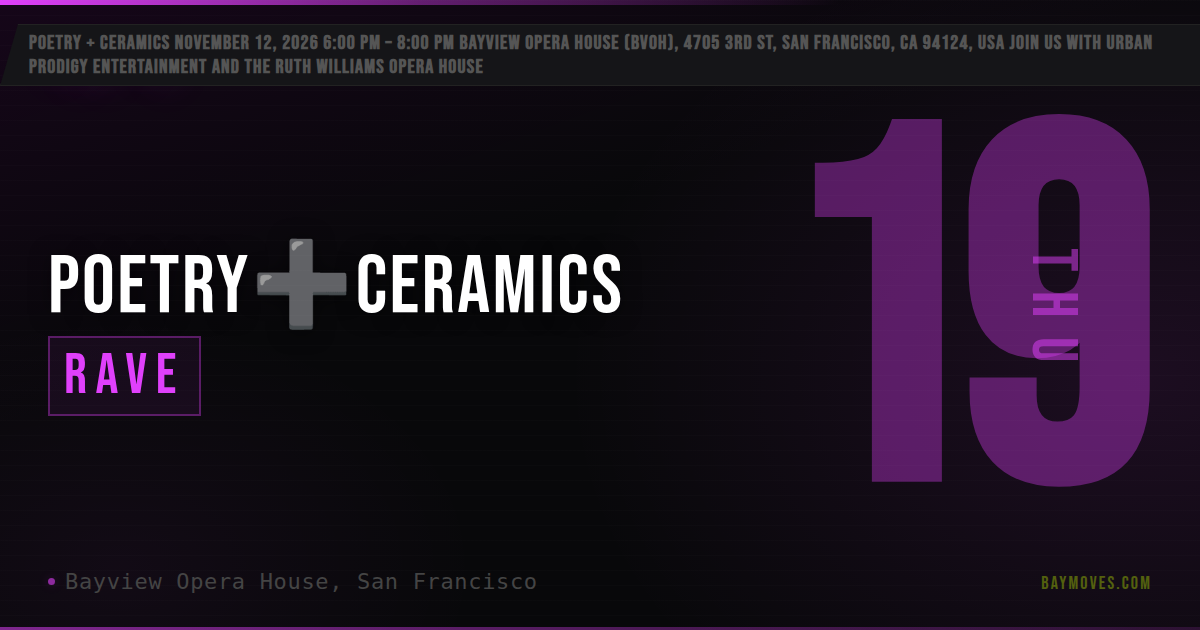 POETRY + CERAMICS NOVEMBER 12, 2026 6:00 PM – 8:00 PM BAYVIEW OPERA HOUSE (BVOH), 4705 3RD ST, SAN FRANCISCO, CA 94124, USA JOIN US WITH URBAN
PRODIGY ENTERTAINMENT AND THE RUTH WILLIAMS OPERA HOUSE
19
THU
POETRY➕CERAMICS
RAVE
Bayview Opera House, San Francisco
BAYMOVES.COM